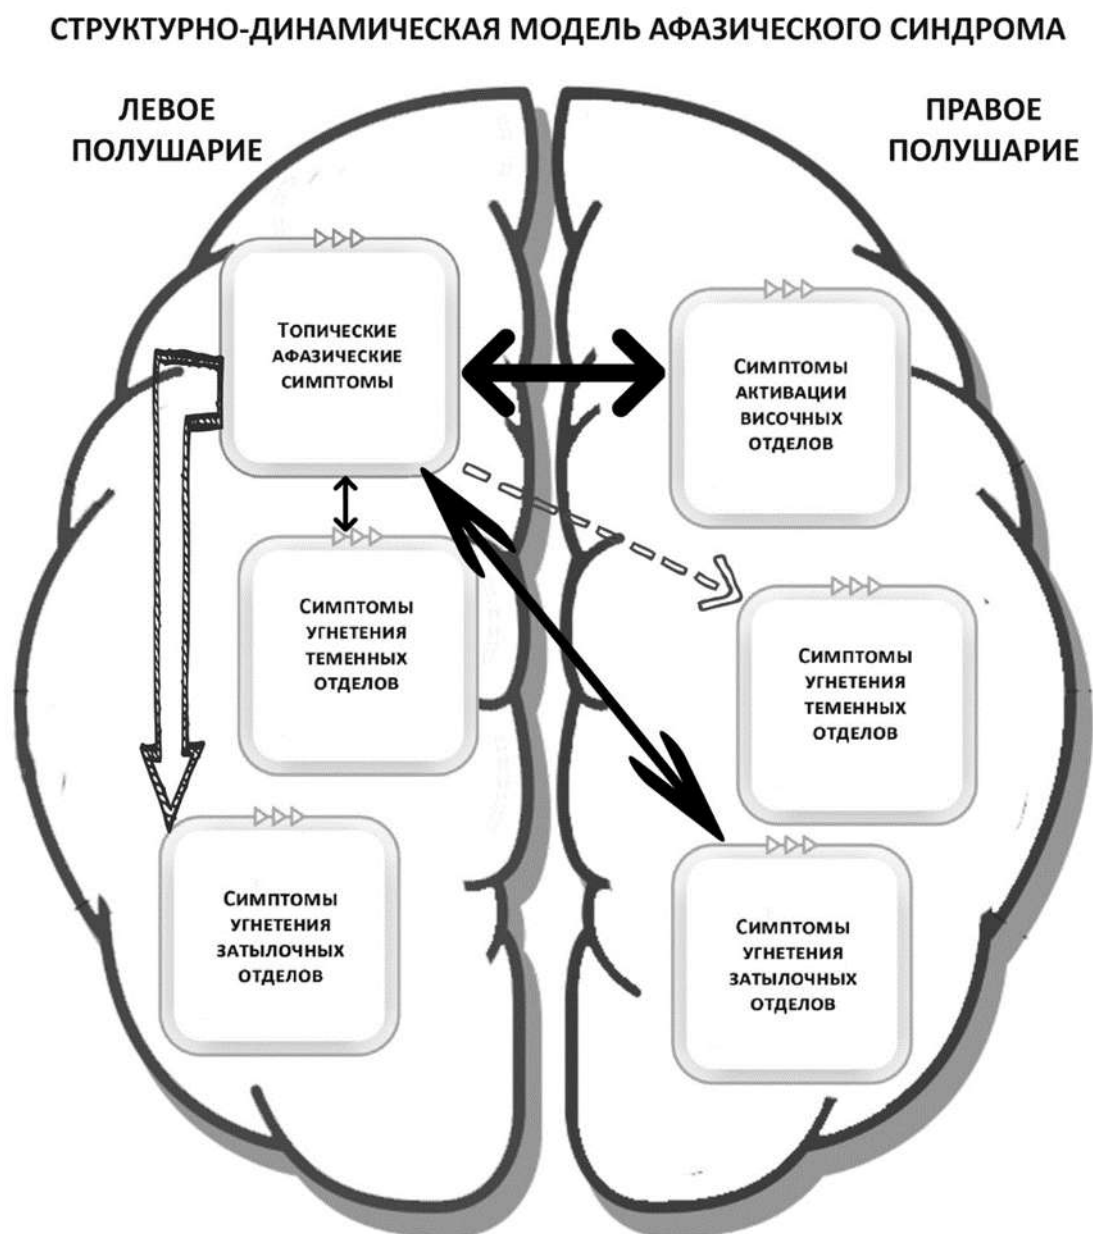 СТРУКТУРНО-ДИНАМИЧЕСКАЯ МОДЕЛЬ АФАЗИЧЕСКОГО СИНДРОМА
ЛЕВОЕ
ПОЛУШАРИЕ
ПРАВОЕ
ПОЛУШАРИЕ
Топические
афазические
симптомы
Симптомы
активации
височных
отделов
Симптомы
угнетения
теменных
отделов
Симптомы
угнетения
теменных
отделов
Симптомы
угнетения
затылочных
отделов
Симптомы
угнетения
затылочных
отделов